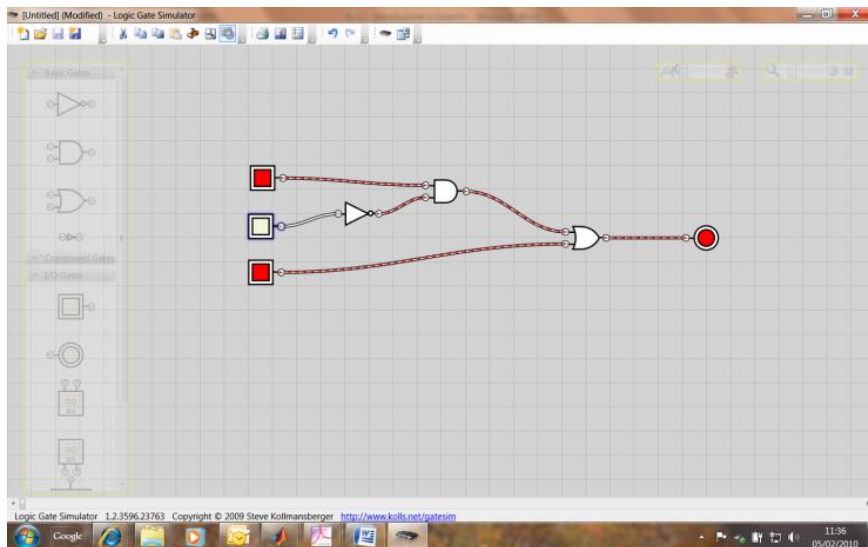 [Untitled] (Modified) - Logic Gate Simulator
Basic Gates
Compound Gates
I/O Gates
Logic Gate Simulator 1.2.3596.23763 Copyright © 2009 Steve Kollmansberger http://www.kolls.net/gatesim
Google
11:36
05/02/2010